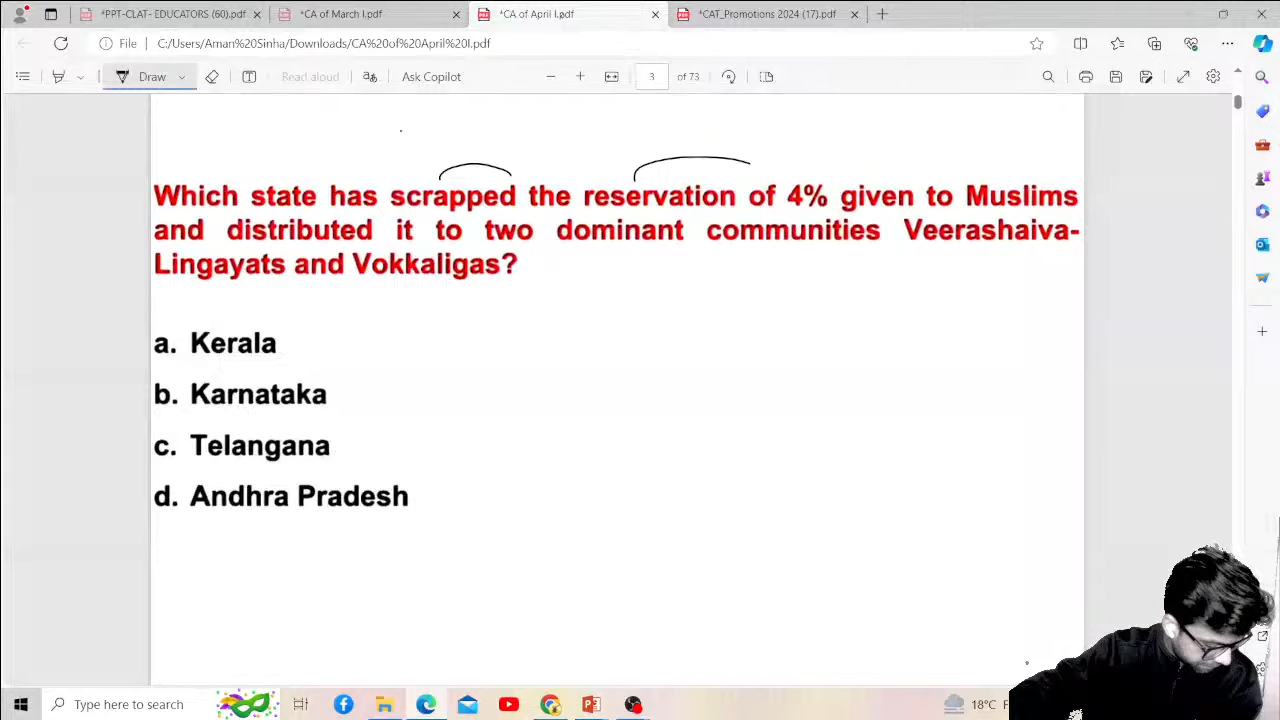 *PPT-CLAT- EDUCATORS (60).pdf
*CA of March I.pdf
*CA of April I.pdf
*CAT_Promotions 2024 (17).pdf
File
C:/Users/Aman%20Sinha/Downloads/CA%20of%20April%20I.pdf
Draw
Read aloud
Ask Copilot
3 of 73
Which state has scrapped the reservation of 4% given to Muslims
and distributed it to two dominant communities Veerashaiva-
Lingayats and Vokkaligas?
a. Kerala
b. Karnataka
c. Telangana
d. Andhra Pradesh
Type here to search
18°C